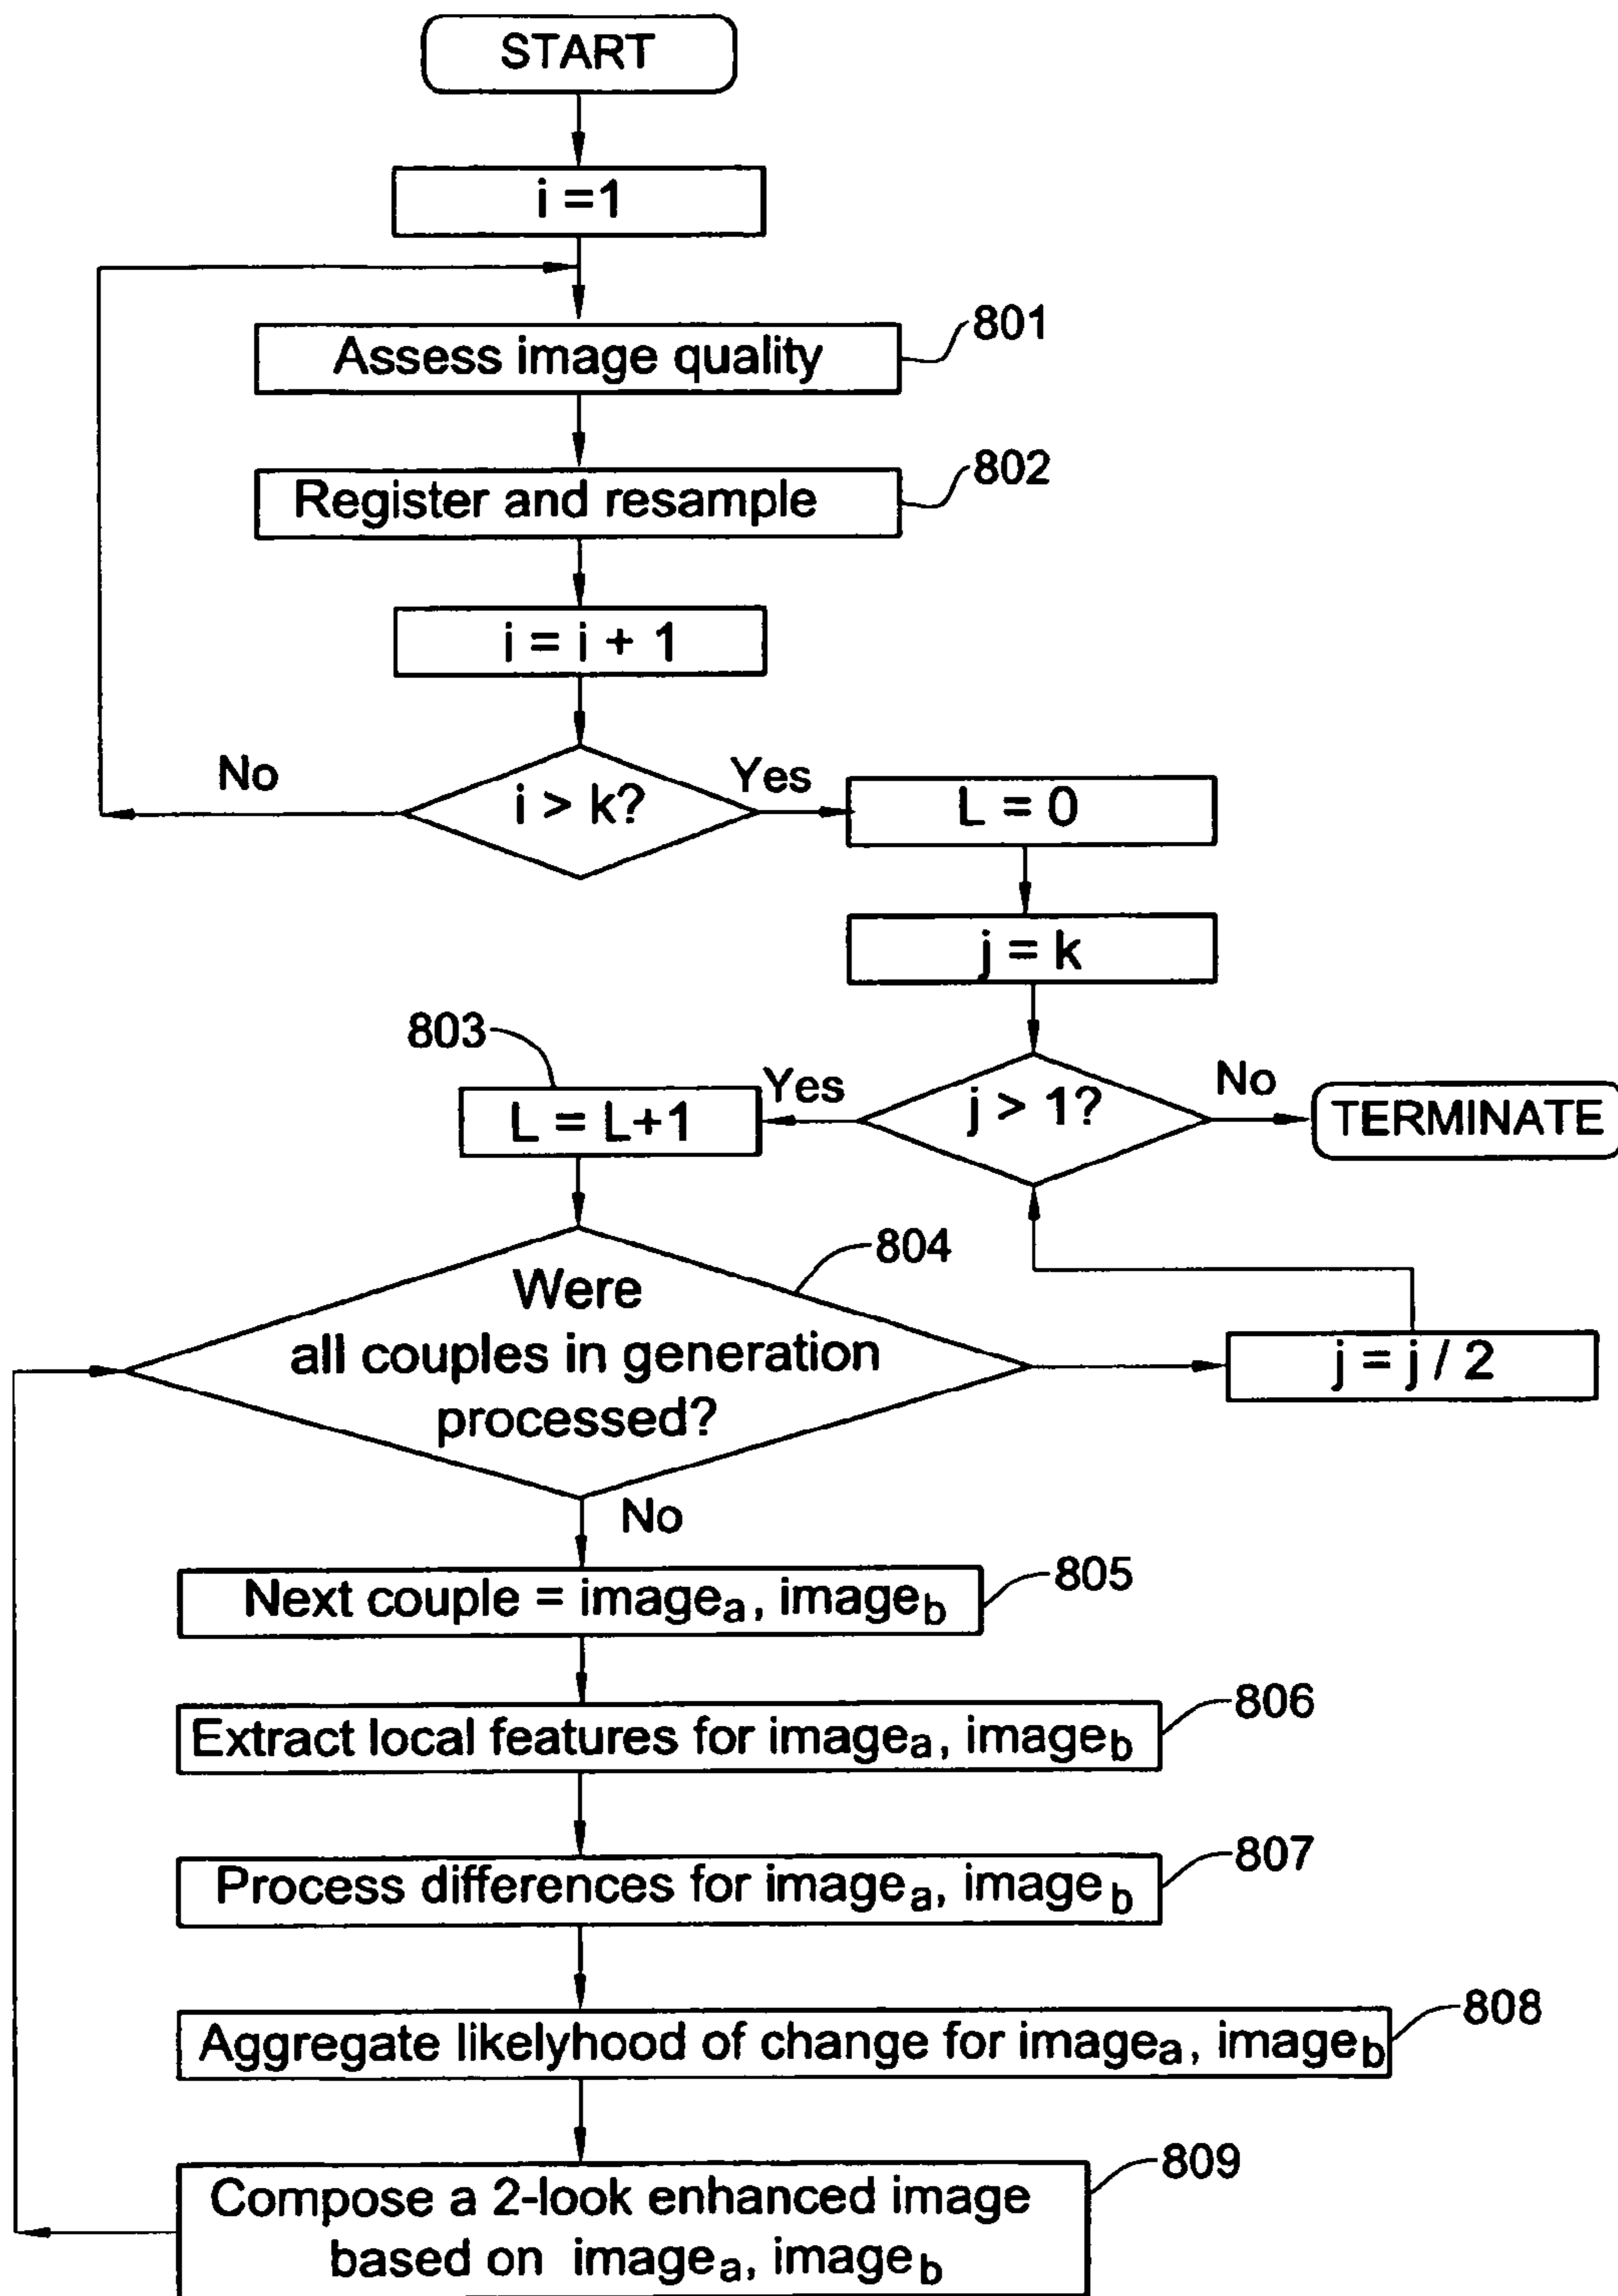 START
i =1
801
Assess image quality
802
Register and resample
i = i + 1
No
i > k?
Yes
L = 0
j = k
803
L = L+1
Yes
j > 1?
No
TERMINATE
804
Were
all couples in generation
processed?
j = j / 2
No
805
Next couple = imagea, imageb
806
Extract local features for imagea, imageb
807
Process differences for imagea, imageb
808
Aggregate likelyhood of change for imagea, imageb
809
Compose a 2-look enhanced image
based on imagea, imageb